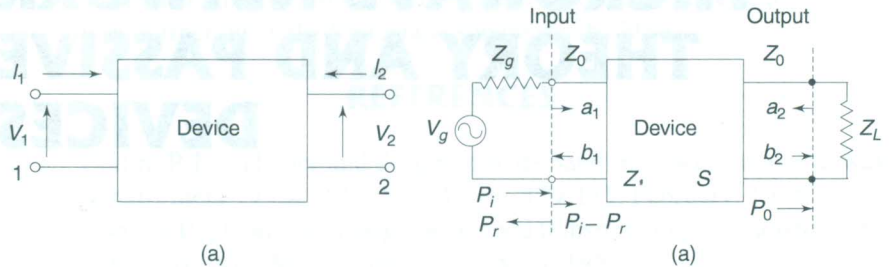 Input
Output
I1
I2
V1
V2
Device
1
2
(a)
Zg
Z0
Z0
Vg
a1
b1
Device
a2
b2
ZL
Z,
S
Pi
Pr
Pi – Pr
P0
(a)
THEORY AND PASSIVE
DEVICES